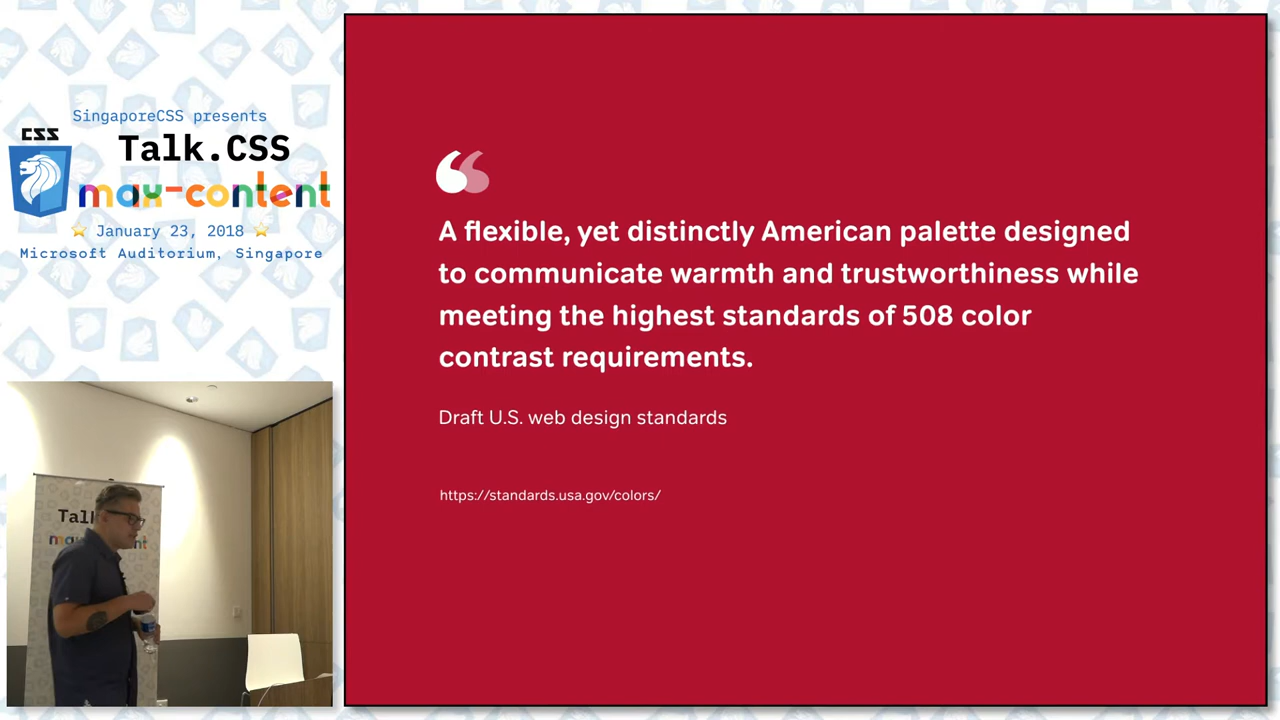 SingaporeCSS presents
CSS
Talk.CSS
max-content
January 23, 2018
Microsoft Auditorium, Singapore
A flexible, yet distinctly American palette designed
to communicate warmth and trustworthiness while
meeting the highest standards of 508 color
contrast requirements.
Draft U.S. web design standards
https://standards.usa.gov/colors/